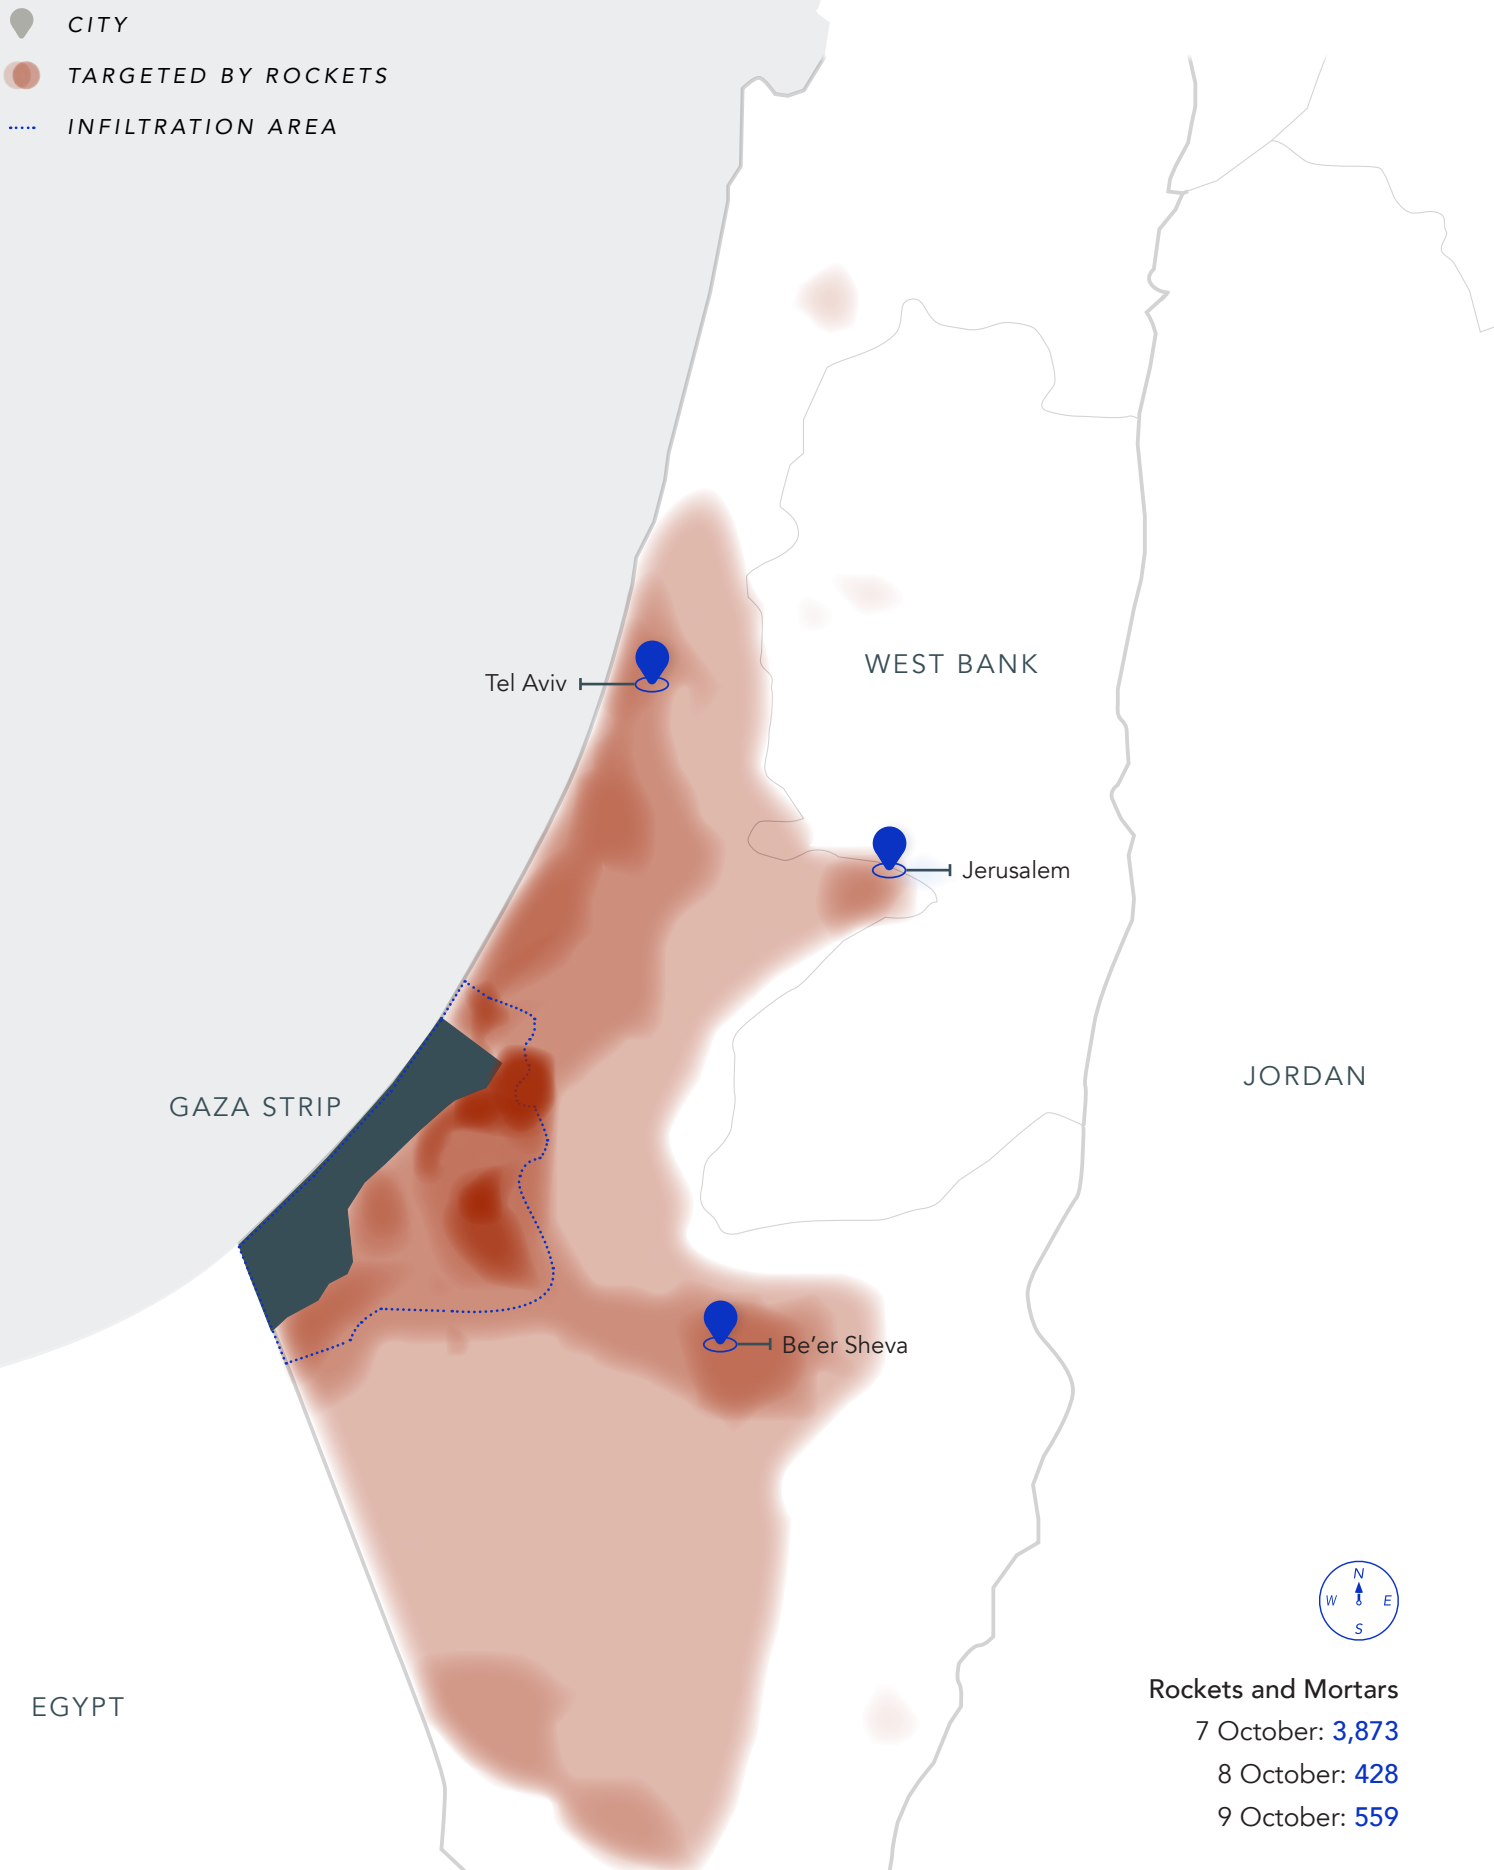 CITY
TARGETED BY ROCKETS
INFILTRATION AREA
Tel Aviv
WEST BANK
Jerusalem
JORDAN
GAZA STRIP
Be’er Sheva
N
W E
S
EGYPT
Rockets and Mortars
7 October: 3,873
8 October: 428
9 October: 559